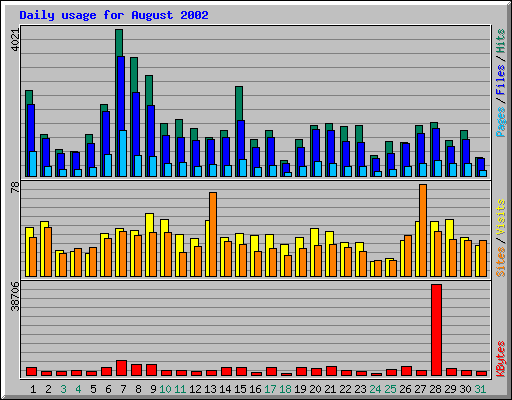 Daily usage for August 2002
4021
78
38706
Pages / Files / Hits
Sites / Visits
KBytes
1 2 3 4 5 6 7 8 9 10 11 12 13 14 15 16 17 18 19 20 21 22 23 24 25 26 27 28 29 30 31